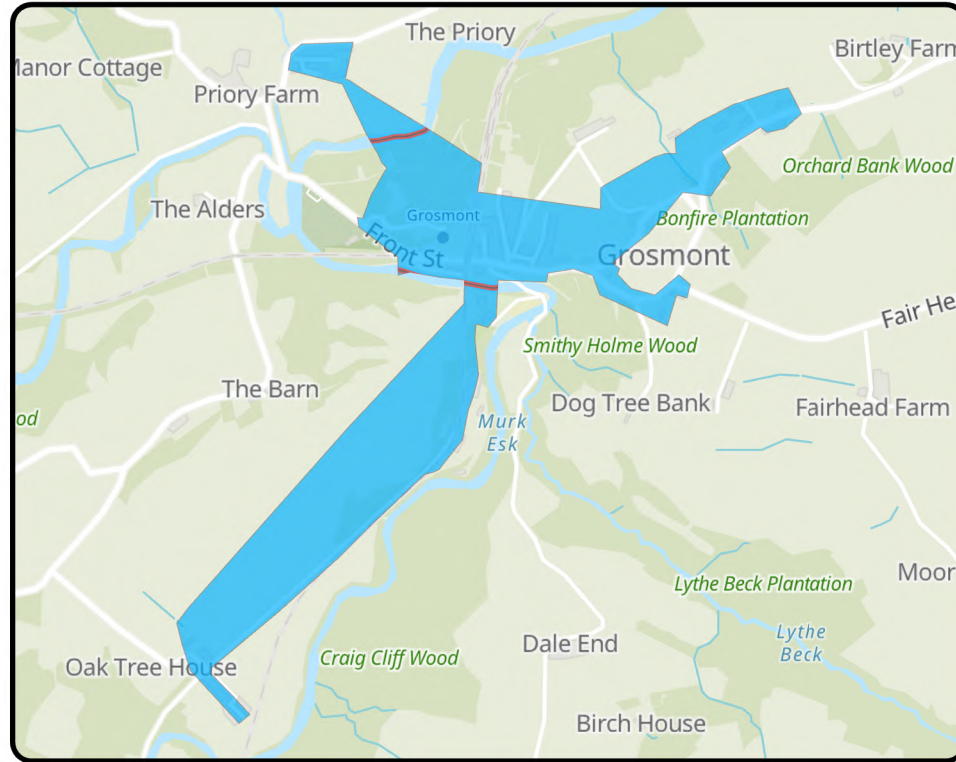 The Priory
Birtley Farm
Manor Cottage
Priory Farm
Orchard Bank Wood
The Alders
Grosmont
Bonfire Plantation
Front St
Grosmont
Fair He
Smithy Holme Wood
The Barn
Dog Tree Bank
Fairhead Farm
od
Murk
Esk
Moor
Lythe Beck Plantation
Dale End
Lythe
Beck
Craig Cliff Wood
Oak Tree House
Birch House